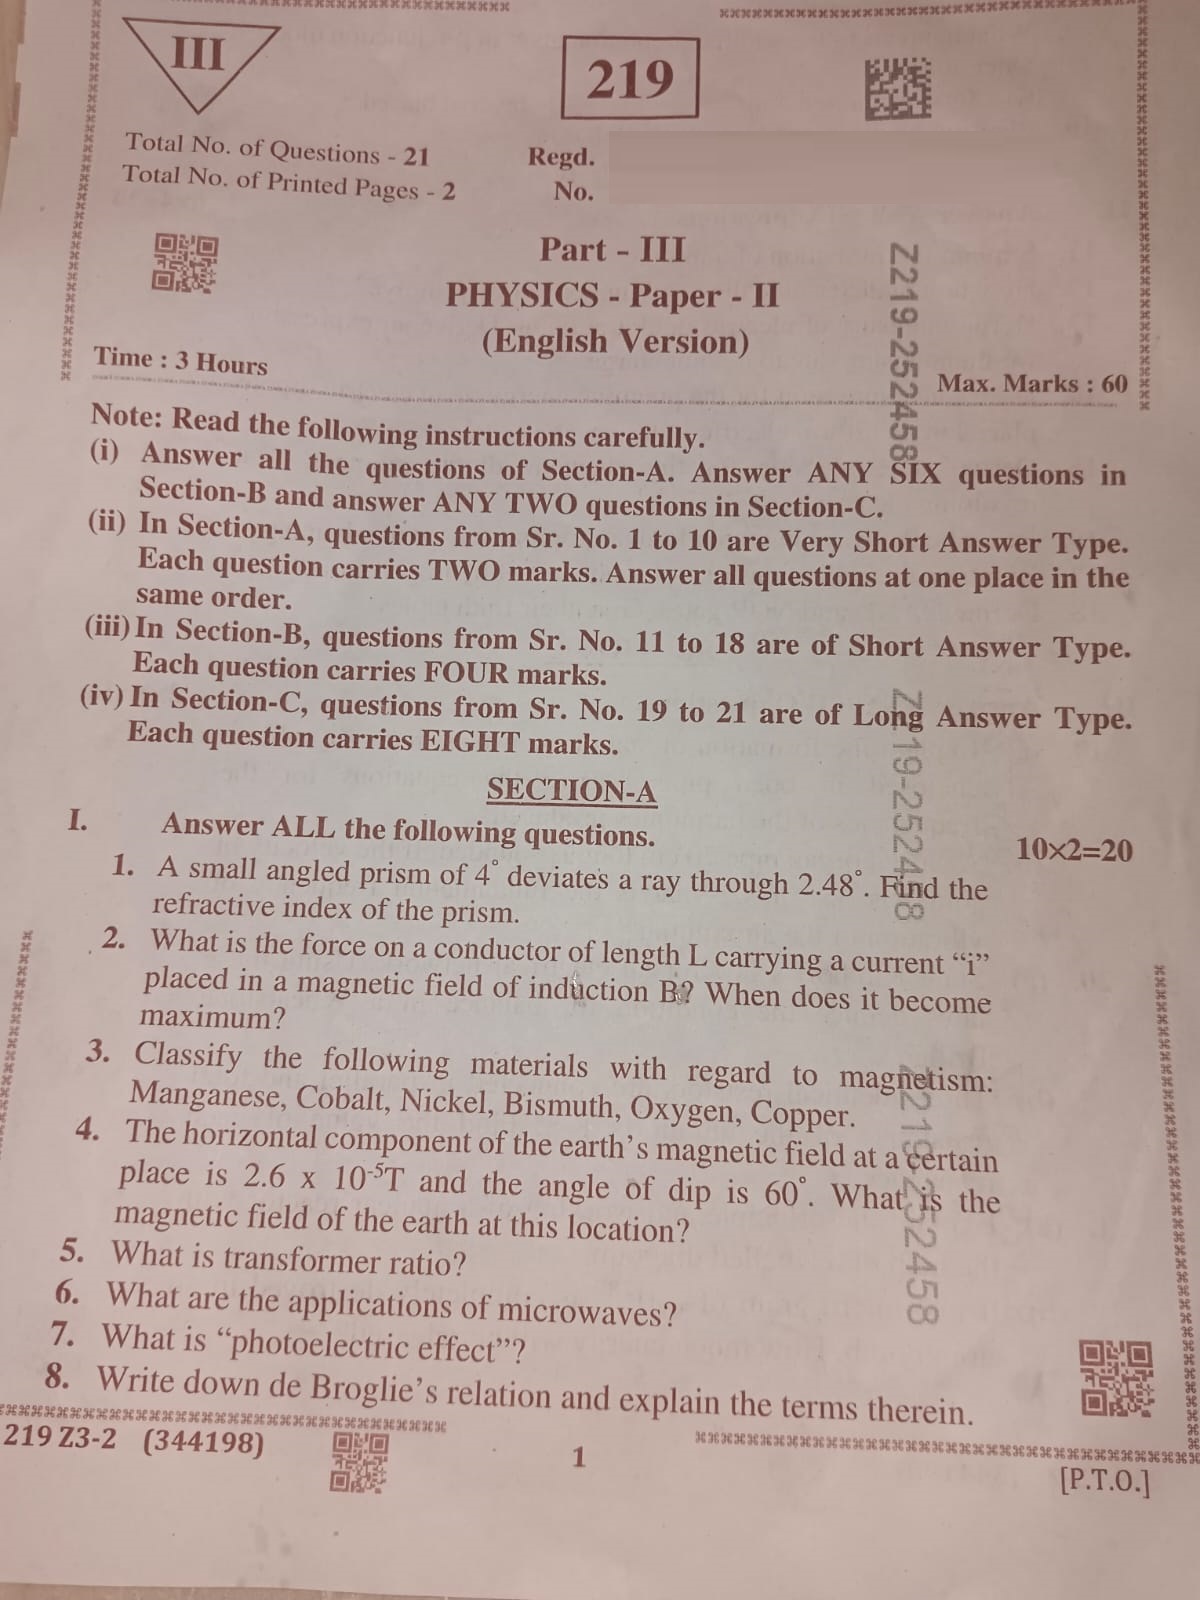 III
219
Total No. of Questions - 21
Total No. of Printed Pages - 2
Regd.
No.
Part - III
PHYSICS - Paper - II
(English Version)
Time : 3 Hours
Max. Marks : 60
Note: Read the following instructions carefully.
(i) Answer all the questions of Section-A. Answer ANY SIX questions in
Section-B and answer ANY TWO questions in Section-C.
(ii) In Section-A, questions from Sr. No. 1 to 10 are Very Short Answer Type.
Each question carries TWO marks. Answer all questions at one place in the
same order.
(iii) In Section-B, questions from Sr. No. 11 to 18 are of Short Answer Type.
Each question carries FOUR marks.
(iv) In Section-C, questions from Sr. No. 19 to 21 are of Long Answer Type.
Each question carries EIGHT marks.
SECTION-A
I. Answer ALL the following questions. 10×2=20
1. A small angled prism of 4° deviates a ray through 2.48°. Find the
refractive index of the prism.
2. What is the force on a conductor of length L carrying a current “i”
placed in a magnetic field of induction B? When does it become
maximum?
3. Classify the following materials with regard to magnetism:
Manganese, Cobalt, Nickel, Bismuth, Oxygen, Copper.
4. The horizontal component of the earth’s magnetic field at a certain
place is 2.6 x 10⁻⁵T and the angle of dip is 60°. What is the
magnetic field of the earth at this location?
5. What is transformer ratio?
6. What are the applications of microwaves?
7. What is “photoelectric effect”?
8. Write down de Broglie’s relation and explain the terms therein.
219 Z3-2 (344198)
1
[P.T.O.]
Z219-252458
Z219-252458
Z219-252458